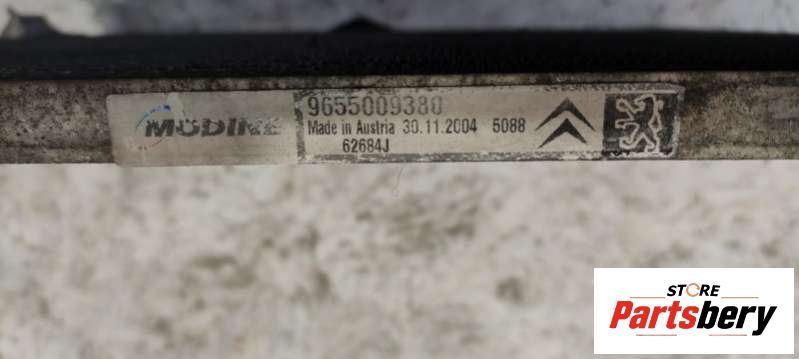 MODINE
9655009380
Made in Austria 30.11.2004 5088
62684J
STORE
Partsbery